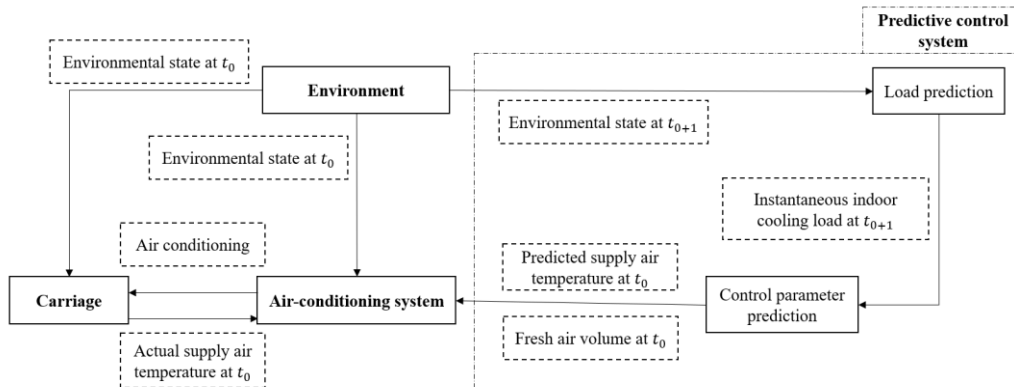 Predictive control
system
Environmental state at t₀
Environment
Load prediction
Environmental state at t₀₊₁
Environmental state at t₀
Instantaneous indoor
cooling load at t₀₊₁
Air conditioning
Predicted supply air
temperature at t₀
Carriage
Air-conditioning system
Control parameter
prediction
Fresh air volume at t₀
Actual supply air
temperature at t₀